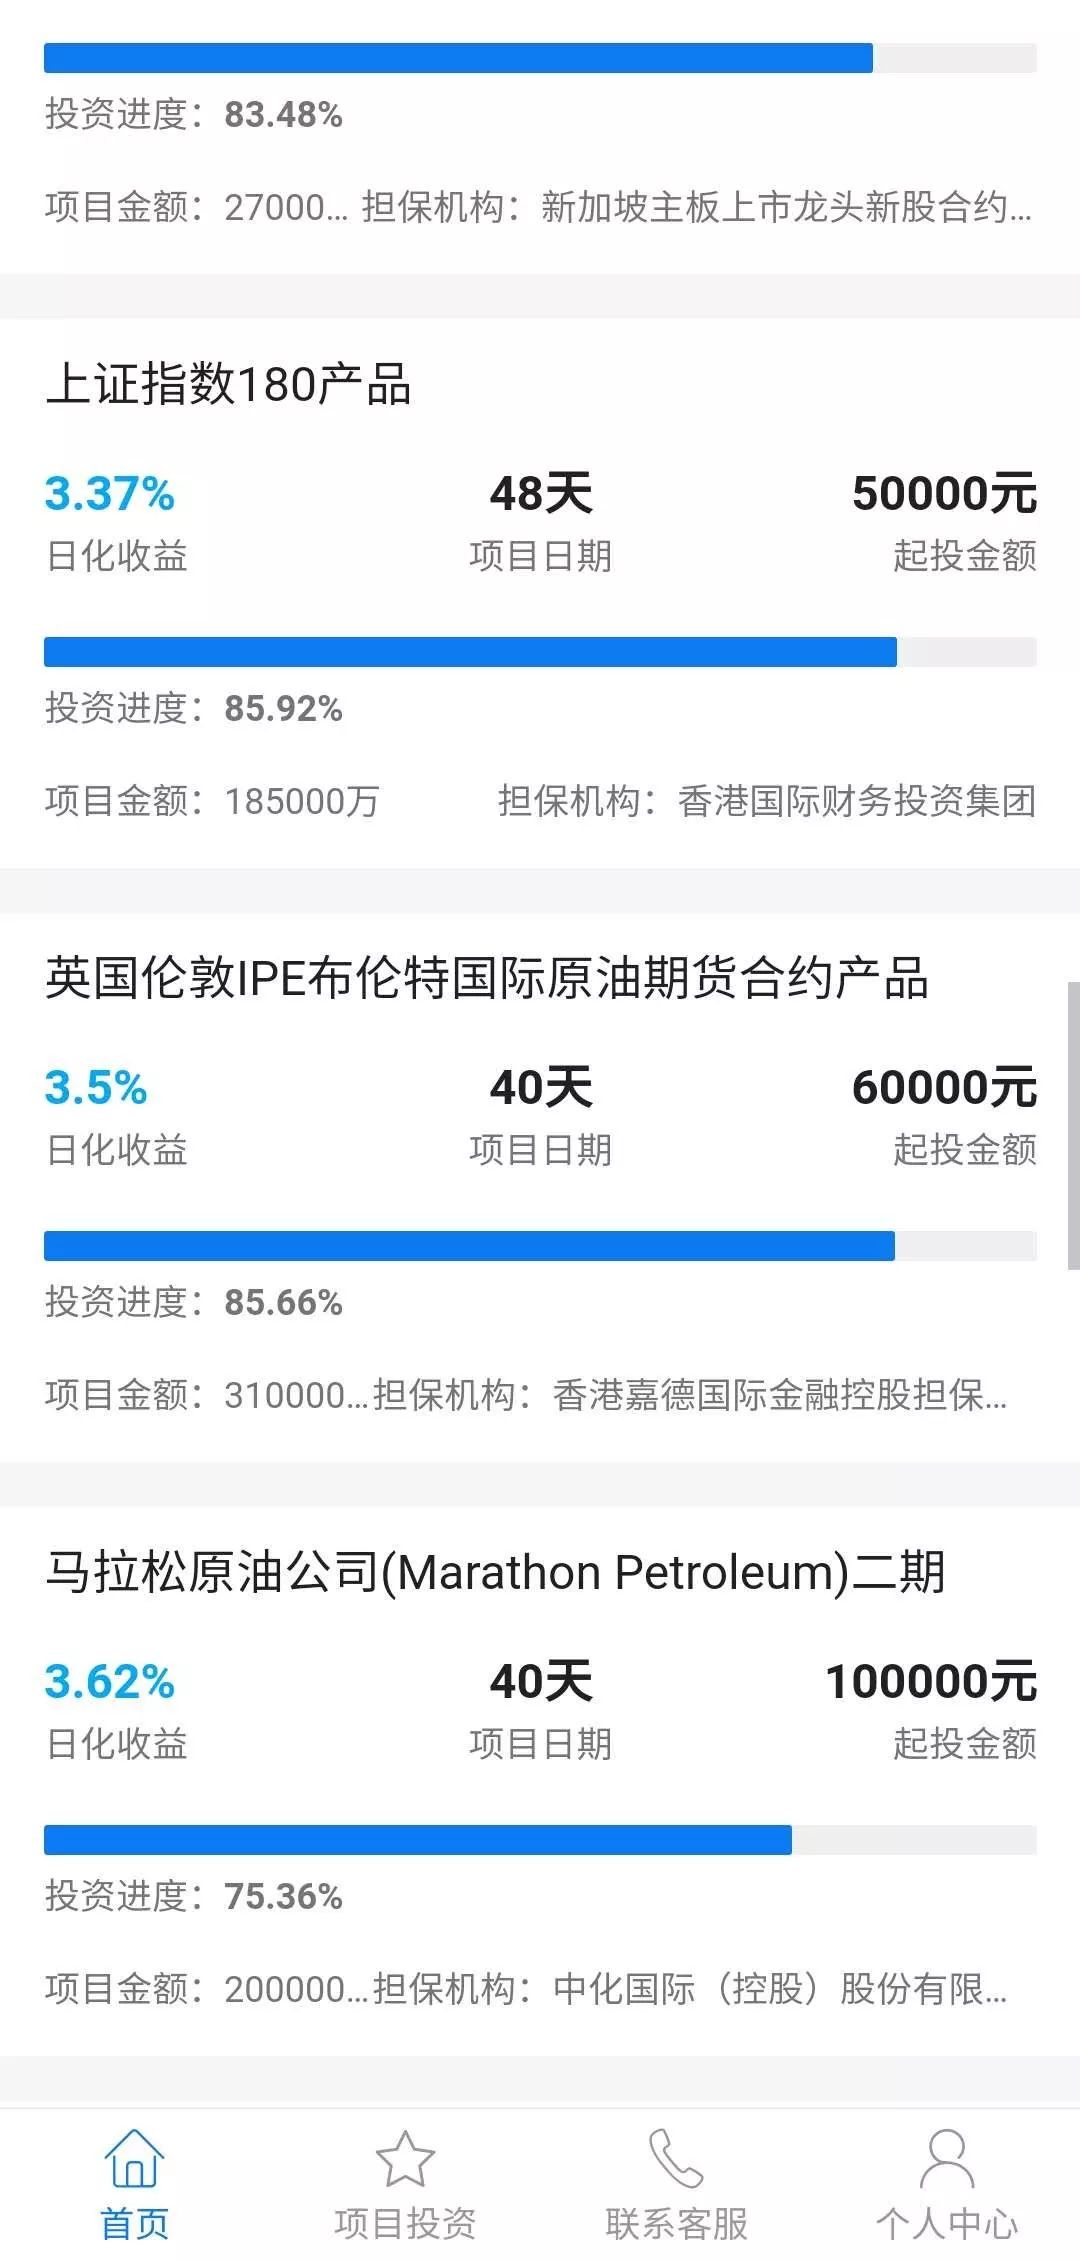 投资进度：83.48%
项目金额：27000... 担保机构：新加坡主板上市龙头新股合约...
上证指数180产品
3.37% 48天 50000元
日化收益 项目日期 起投金额
投资进度：85.92%
项目金额：185000万 担保机构：香港国际财务投资集团
英国伦敦IPE布伦特国际原油期货合约产品
3.5% 40天 60000元
日化收益 项目日期 起投金额
投资进度：85.66%
项目金额：310000...担保机构：香港嘉德国际金融控股担保...
马拉松原油公司(Marathon Petroleum)二期
3.62% 40天 100000元
日化收益 项目日期 起投金额
投资进度：75.36%
项目金额：200000...担保机构：中化国际（控股）股份有限...
首页 项目投资 联系客服 个人中心